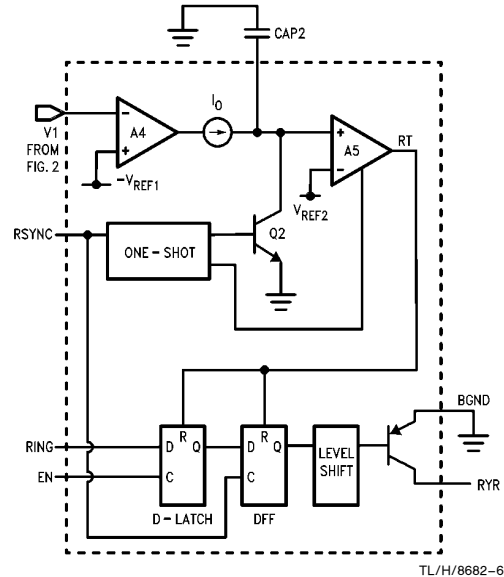 CAP2
V1
FROM
FIG. 2
-
A4
+
I0
-VREF1
+
A5
-
RT
VREF2
RSYNC
ONE-SHOT
Q2
BGND
RING
EN
D R Q
C
D-LATCH
D R Q
C
DFF
LEVEL
SHIFT
RYR
TL/H/8682-6